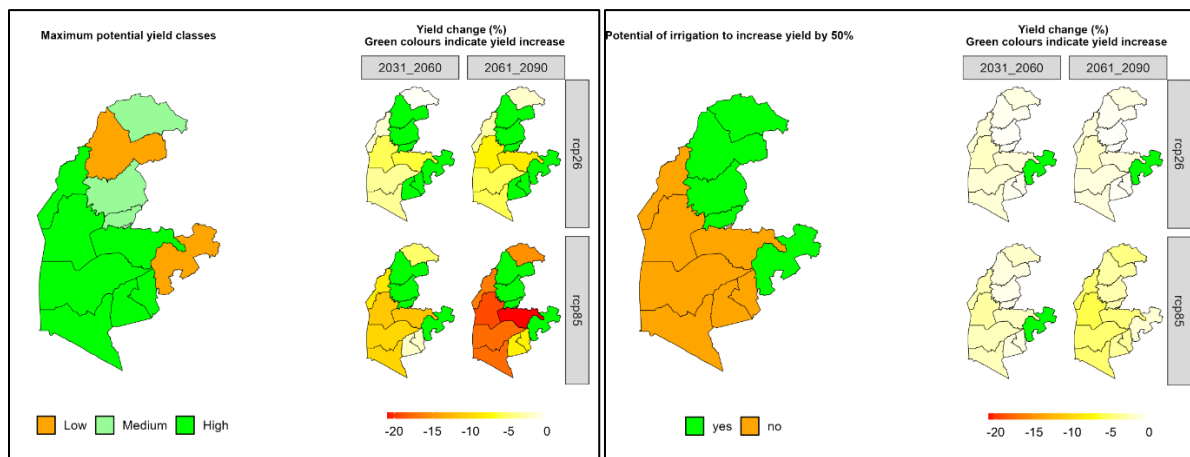 Maximum potential yield classes
Yield change (%)
Green colours indicate yield increase
2031_2060
2061_2090
rcp26
rcp85
Low
Medium
High
-20
-15
-10
-5
0
Potential of irrigation to increase yield by 50%
Yield change (%)
Green colours indicate yield increase
2031_2060
2061_2090
rcp26
rcp85
yes
no
-20
-15
-10
-5
0